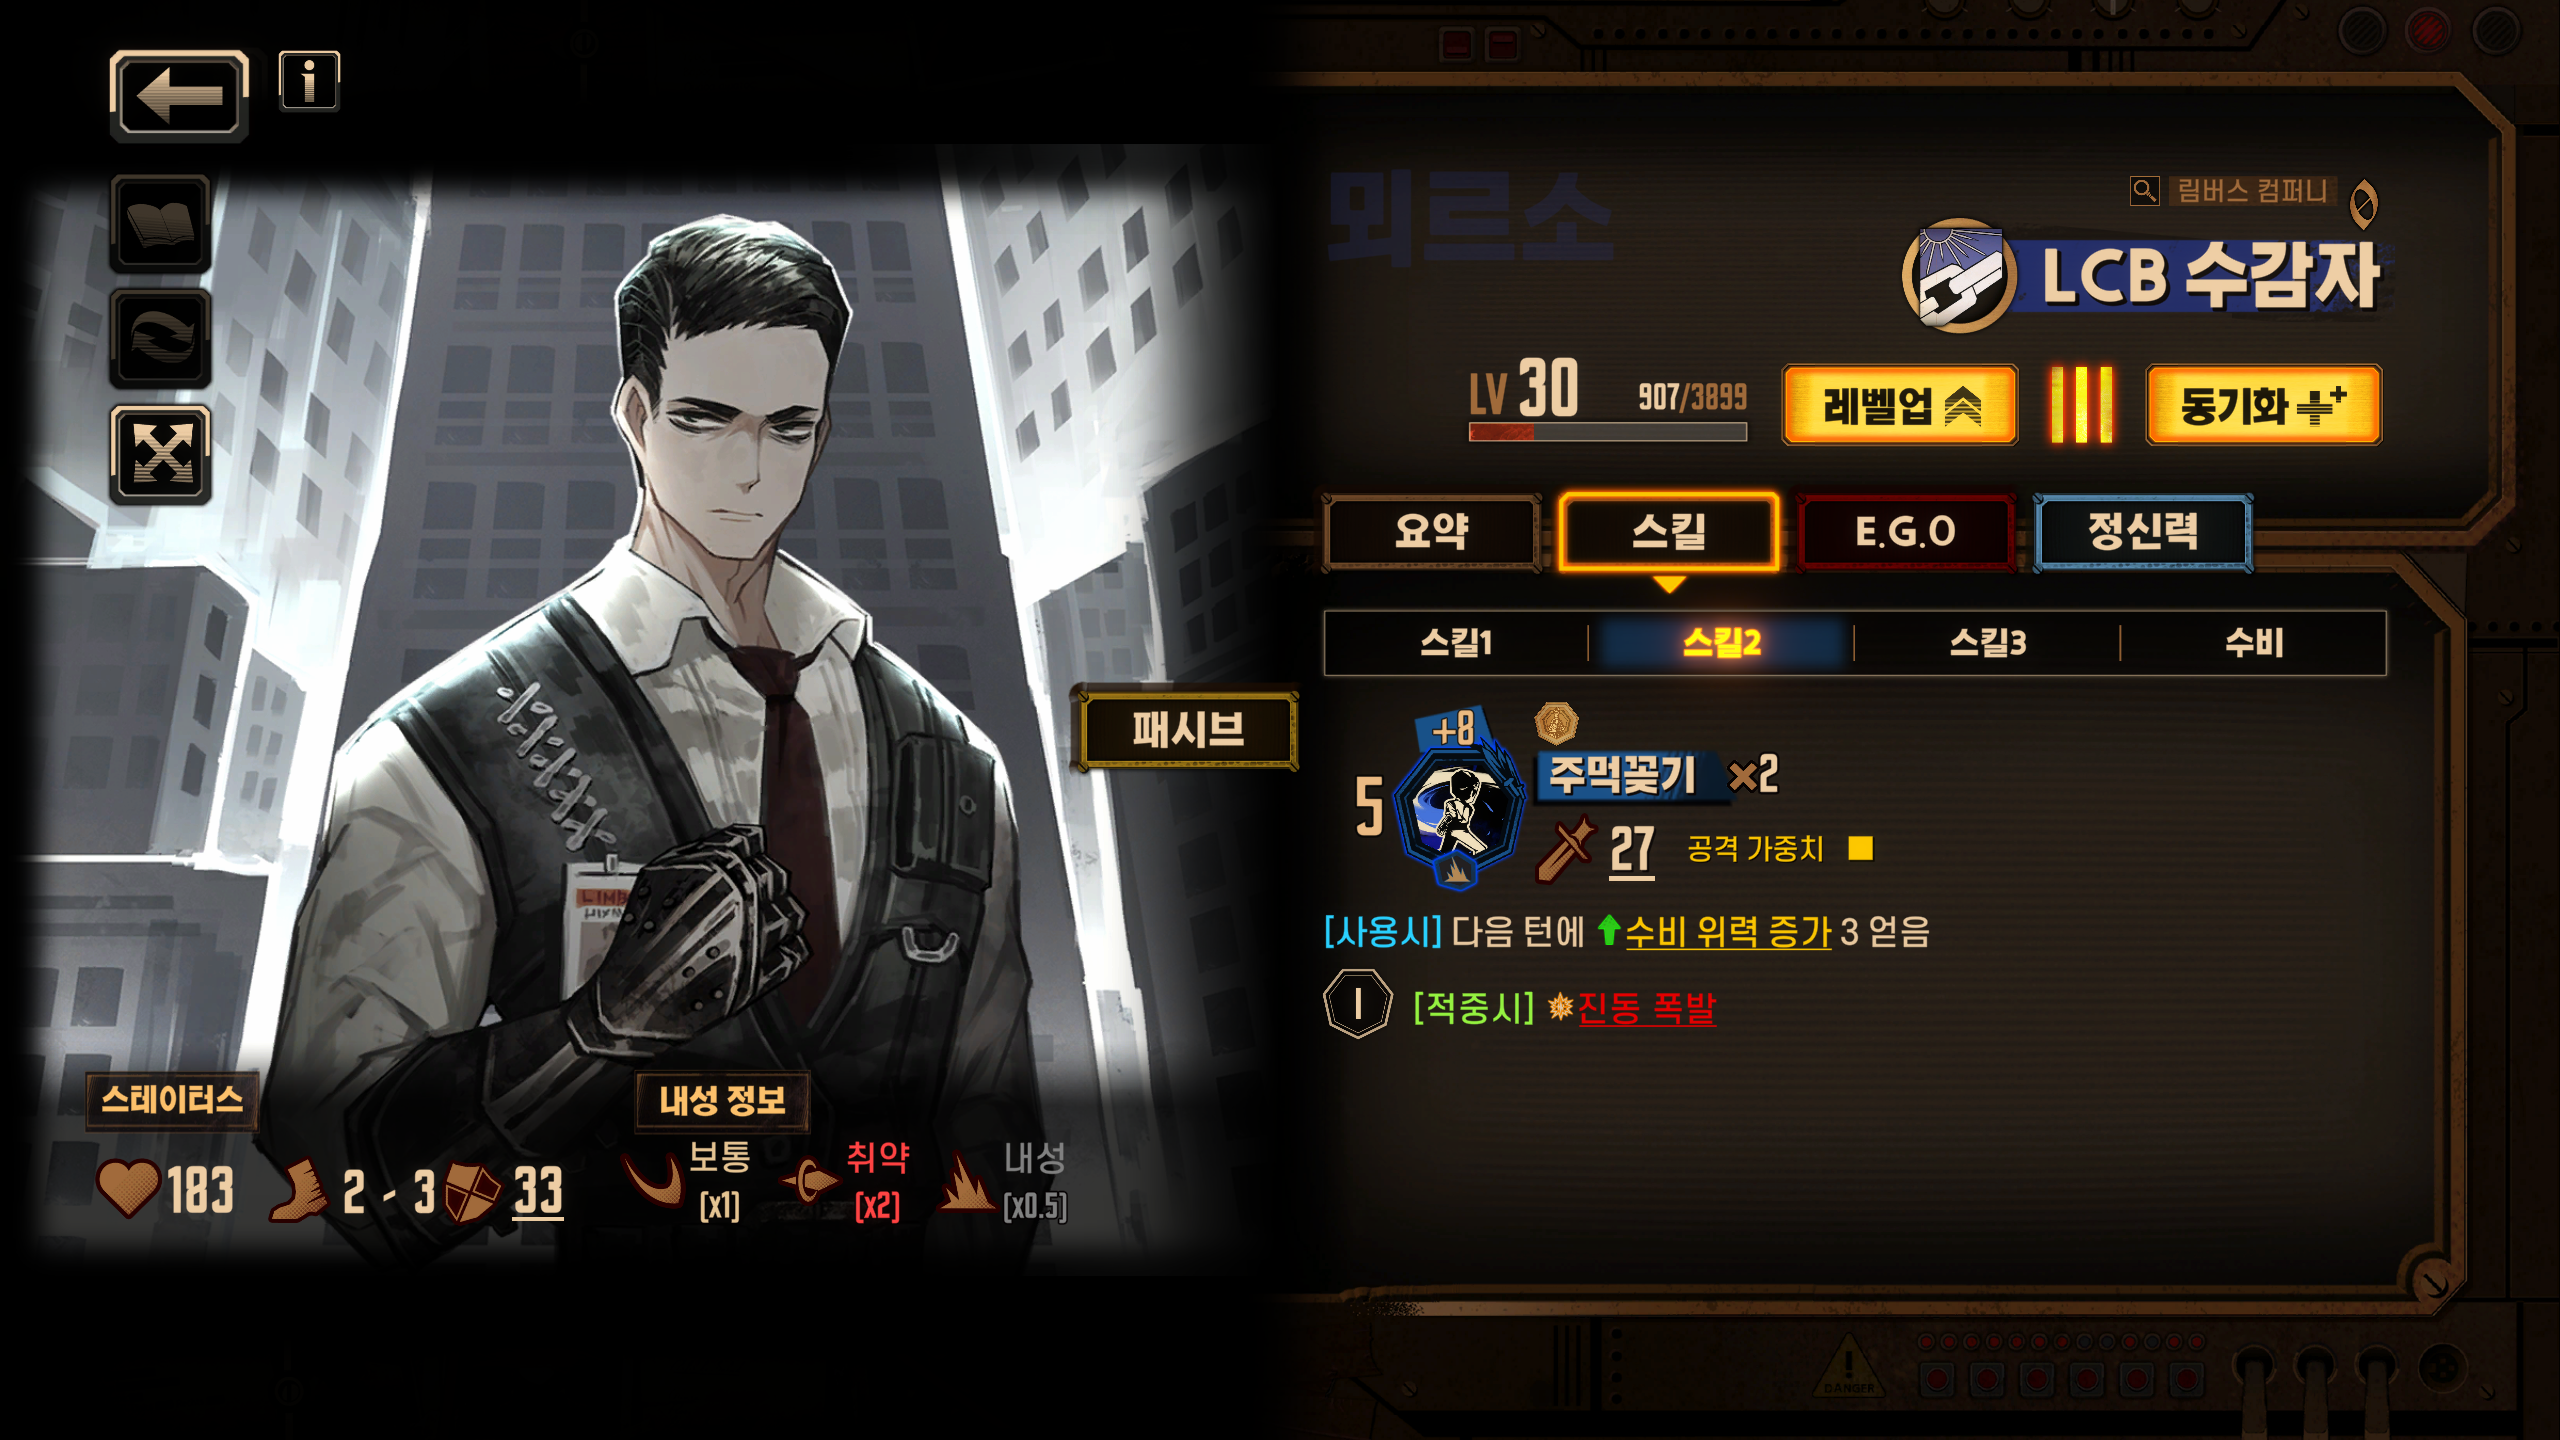 뫼르소
림버스 컴퍼니
LCB 수감자
LV 30 907/3899
레벨업
동기화
요약 스킬 E.G.O 정신력
스킬1 스킬2 스킬3 수비
패시브
+8
5 주먹꽂기 ×2
27 공격 가중치
[사용시] 다음 턴에 수비 위력 증가 3 얻음
I [적중시] 진동 폭발
스테이터스
183 2 - 3 33
내성 정보
보통 취약 내성
[x1] [x2] [x0.5]
DANGER